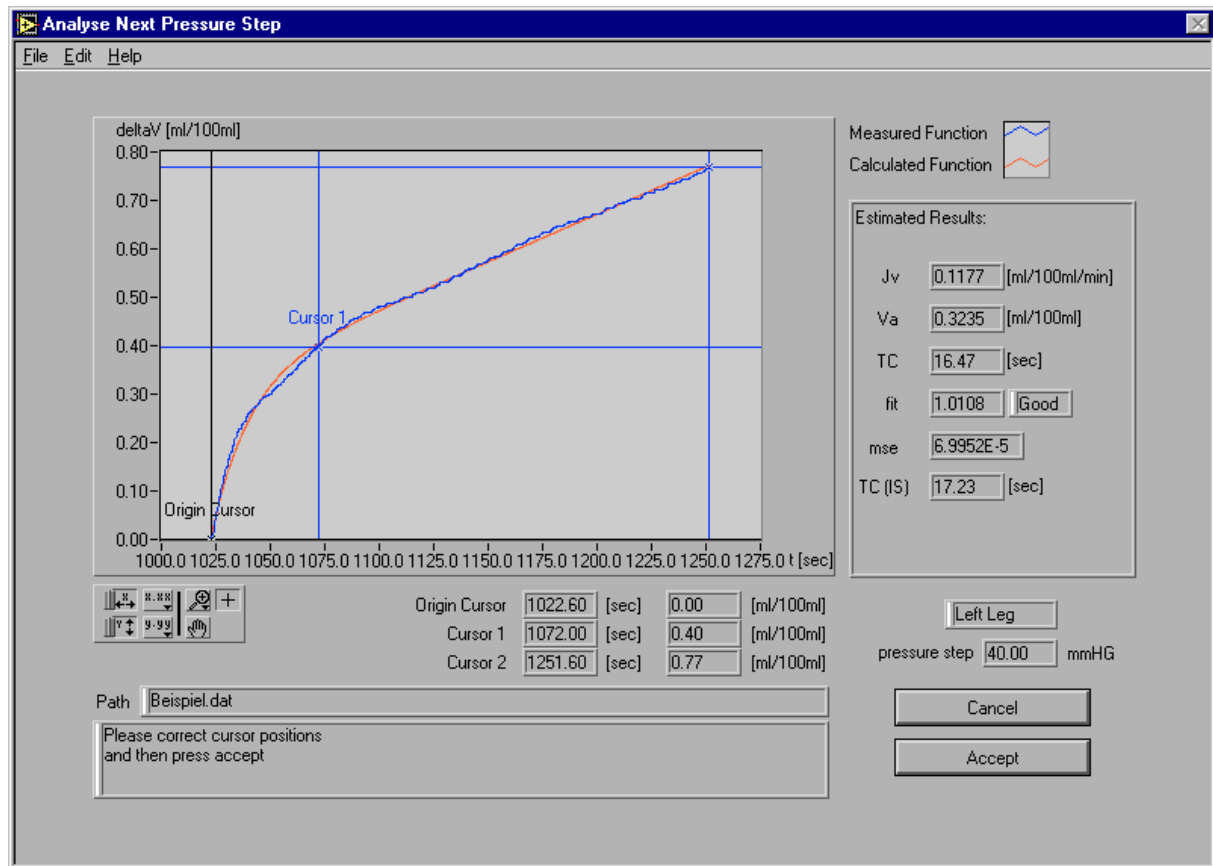 Analyse Next Pressure Step
File Edit Help
deltaV [ml/100ml]
0.80
0.70
0.60
0.50
0.40
0.30
0.20
0.10
0.00
Cursor 1
Origin Cursor
1000.0 1025.0 1050.0 1075.0 1100.0 1125.0 1150.0 1175.0 1200.0 1225.0 1250.0 1275.0 t [sec]
Measured Function
Calculated Function
Estimated Results:
Jv 0.1177 [ml/100ml/min]
Va 0.3235 [ml/100ml]
TC 16.47 [sec]
fit 1.0108 Good
mse 6.9952E-5
TC (IS) 17.23 [sec]
X x.xx
Y y.yy
Origin Cursor 1022.60 [sec] 0.00 [ml/100ml]
Cursor 1 1072.00 [sec] 0.40 [ml/100ml]
Cursor 2 1251.60 [sec] 0.77 [ml/100ml]
Left Leg
pressure step 40.00 mmHG
Path Beispiel.dat
Please correct cursor positions
and then press accept
Cancel
Accept